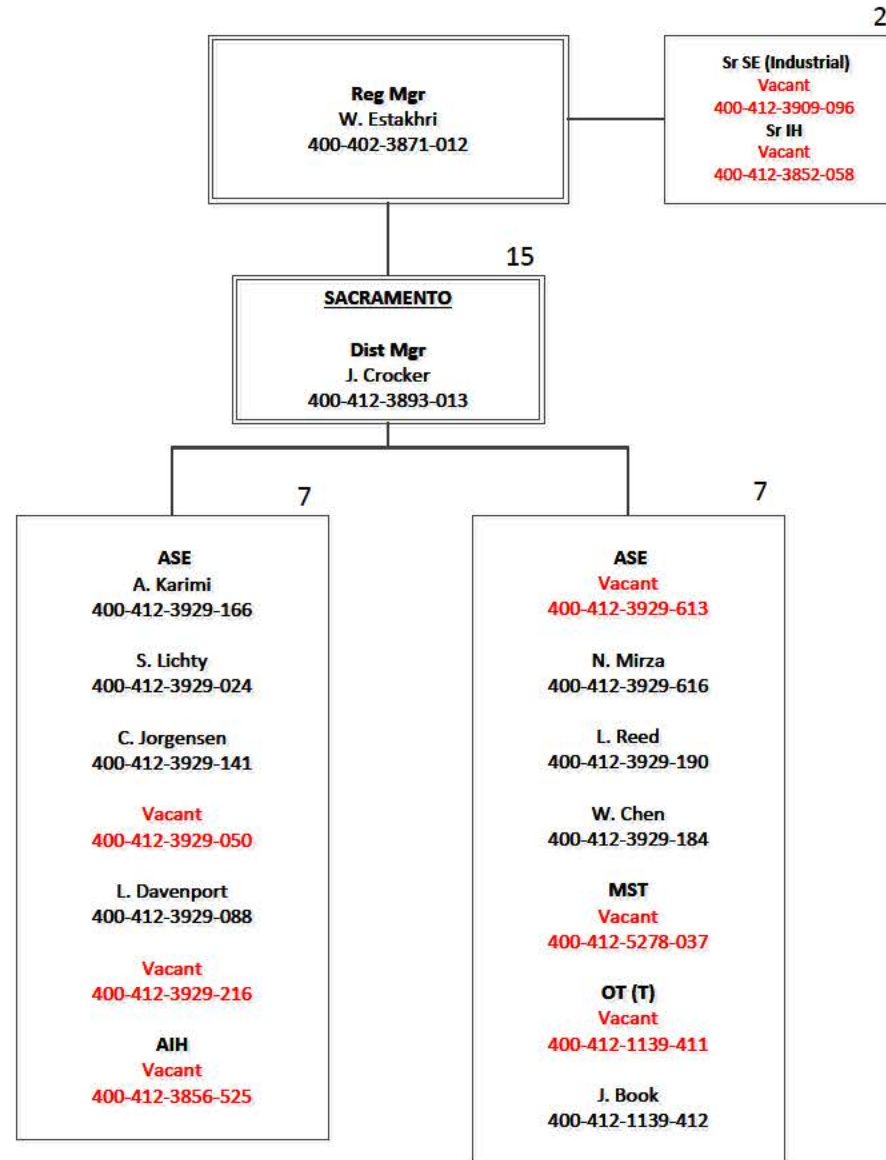 2
Reg Mgr
W. Estakhri
400-402-3871-012
Sr SE (Industrial)
Vacant
400-412-3909-096
Sr IH
Vacant
400-412-3852-058
15
SACRAMENTO
Dist Mgr
J. Crocker
400-412-3893-013
7
ASE
A. Karimi
400-412-3929-166
S. Lichty
400-412-3929-024
C. Jorgensen
400-412-3929-141
Vacant
400-412-3929-050
L. Davenport
400-412-3929-088
Vacant
400-412-3929-216
AIH
Vacant
400-412-3856-525
7
ASE
Vacant
400-412-3929-613
N. Mirza
400-412-3929-616
L. Reed
400-412-3929-190
W. Chen
400-412-3929-184
MST
Vacant
400-412-5278-037
OT (T)
Vacant
400-412-1139-411
J. Book
400-412-1139-412